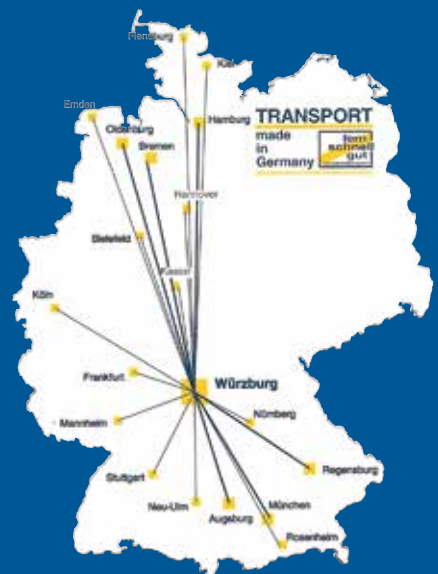 Flensburg
Kiel
Emden
Hamburg
TRANSPORT
made
in
Germany
fern
schnell
gut
Oldenburg
Bremen
Hannover
Bielefeld
Kassel
Köln
Frankfurt
Würzburg
Mannheim
Nürnberg
Stuttgart
Regensburg
Neu-Ulm
Augsburg
München
Rosenheim